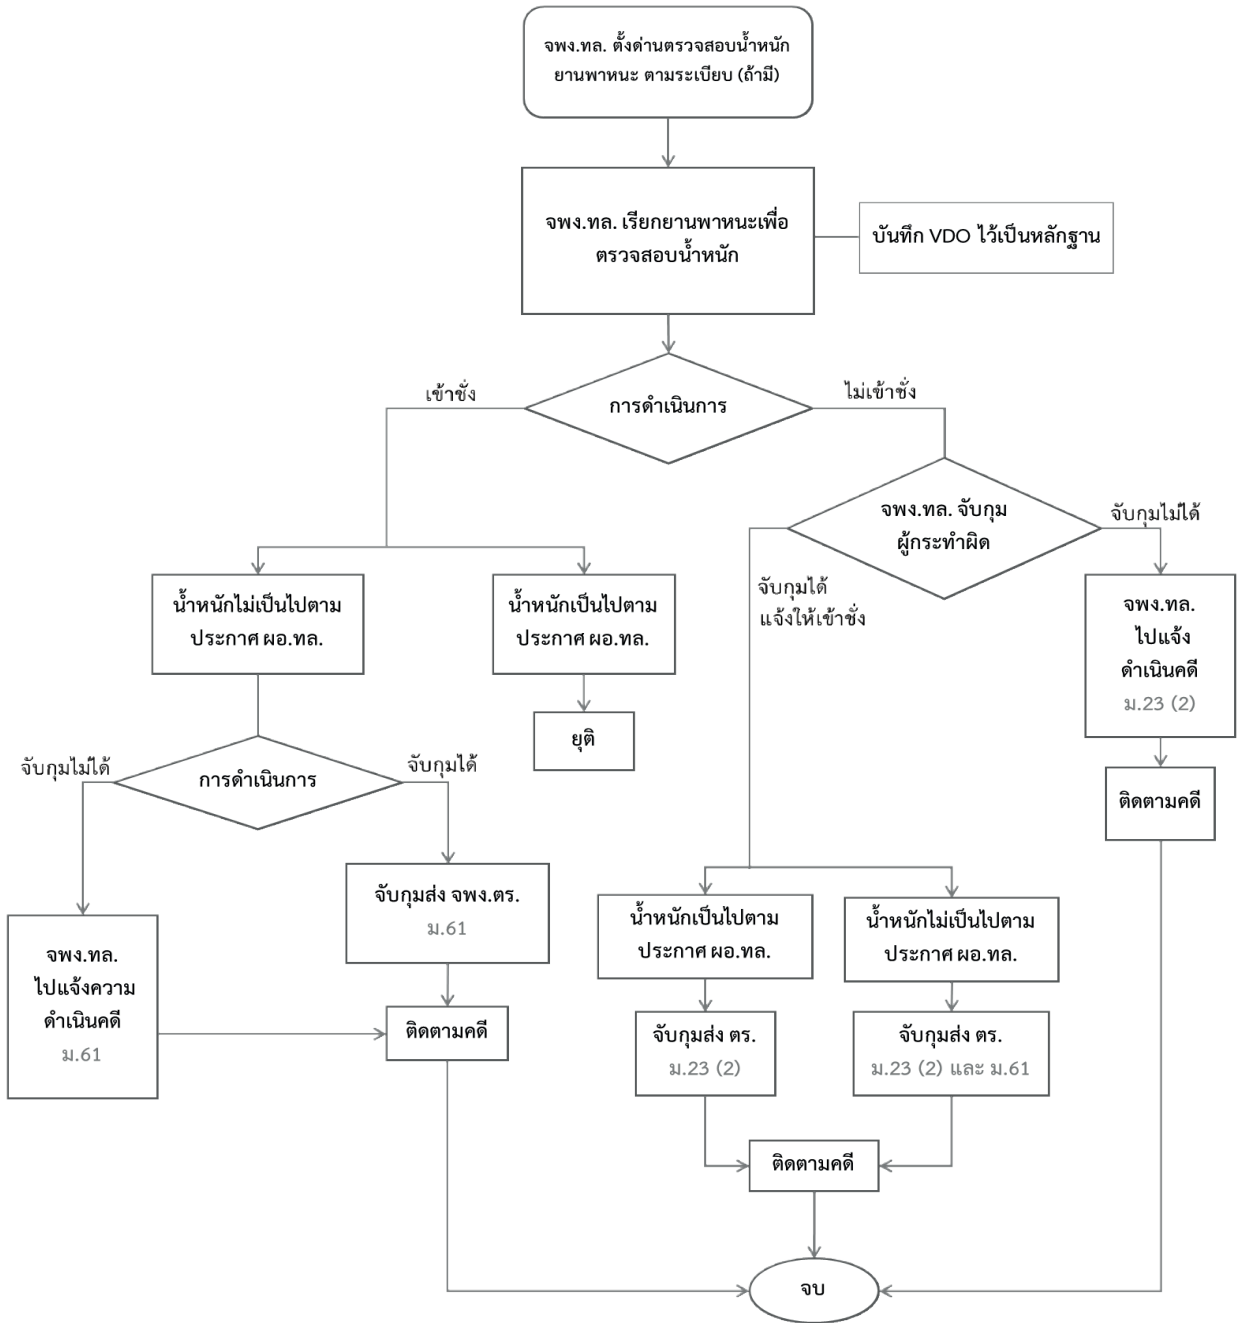 จพง.ทล. ตั้งด่านตรวจสอบน้ำหนัก
ยานพาหนะ ตามระเบียบ (ถ้ามี)
จพง.ทล. เรียกยานพาหนะเพื่อ
ตรวจสอบน้ำหนัก
บันทึก VDO ไว้เป็นหลักฐาน
การดำเนินการ
เข้าชั่ง
ไม่เข้าชั่ง
จพง.ทล. จับกุม
ผู้กระทำผิด
จับกุมไม่ได้
จับกุมได้
แจ้งให้เข้าชั่ง
น้ำหนักไม่เป็นไปตาม
ประกาศ ผอ.ทล.
น้ำหนักเป็นไปตาม
ประกาศ ผอ.ทล.
ยุติ
จพง.ทล.
ไปแจ้ง
ดำเนินคดี
ม.23 (2)
ติดตามคดี
การดำเนินการ
จับกุมไม่ได้
จับกุมได้
จับกุมส่ง จพง.ตร.
ม.61
จพง.ทล.
ไปแจ้งความ
ดำเนินคดี
ม.61
ติดตามคดี
น้ำหนักเป็นไปตาม
ประกาศ ผอ.ทล.
น้ำหนักไม่เป็นไปตาม
ประกาศ ผอ.ทล.
จับกุมส่ง ตร.
ม.23 (2)
จับกุมส่ง ตร.
ม.23 (2) และ ม.61
ติดตามคดี
จบ